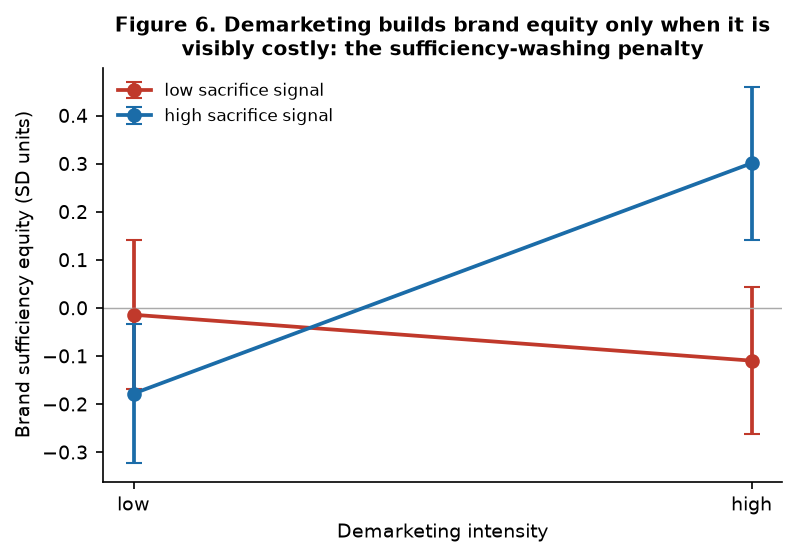 Figure 6. Demarketing builds brand equity only when it is
visibly costly: the sufficiency-washing penalty
low sacrifice signal
high sacrifice signal
Brand sufficiency equity (SD units)
0.4
0.3
0.2
0.1
0.0
−0.1
−0.2
−0.3
low
high
Demarketing intensity